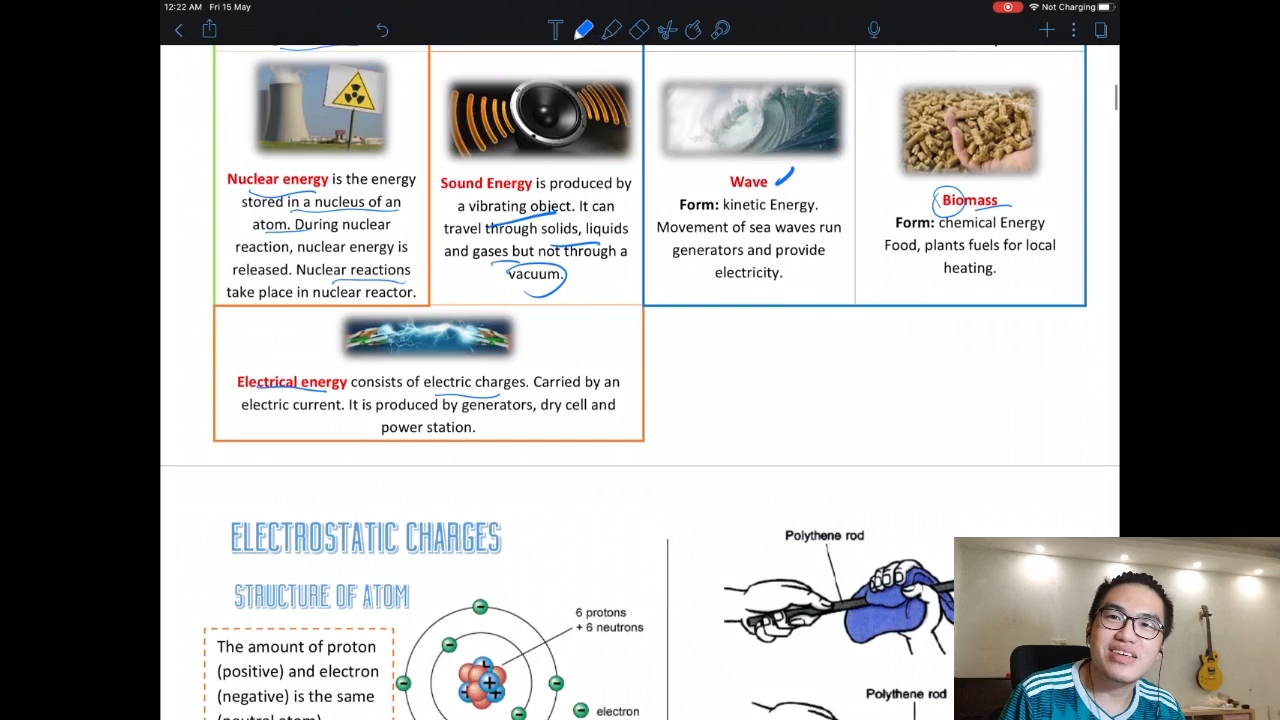 12:22 AM Fri 15 May
Not Charging
T
Nuclear energy is the energy
stored in a nucleus of an
atom. During nuclear
reaction, nuclear energy is
released. Nuclear reactions
take place in nuclear reactor.
Sound Energy is produced by
a vibrating object. It can
travel through solids, liquids
and gases but not through a
vacuum.
Wave
Form: kinetic Energy.
Movement of sea waves run
generators and provide
electricity.
Biomass
Form: chemical Energy
Food, plants fuels for local
heating.
Electrical energy consists of electric charges. Carried by an
electric current. It is produced by generators, dry cell and
power station.
ELECTROSTATIC CHARGES
STRUCTURE OF ATOM
The amount of proton
(positive) and electron
(negative) is the same
(neutral atom)
6 protons
+ 6 neutrons
electron
Polythene rod
Polythene rod